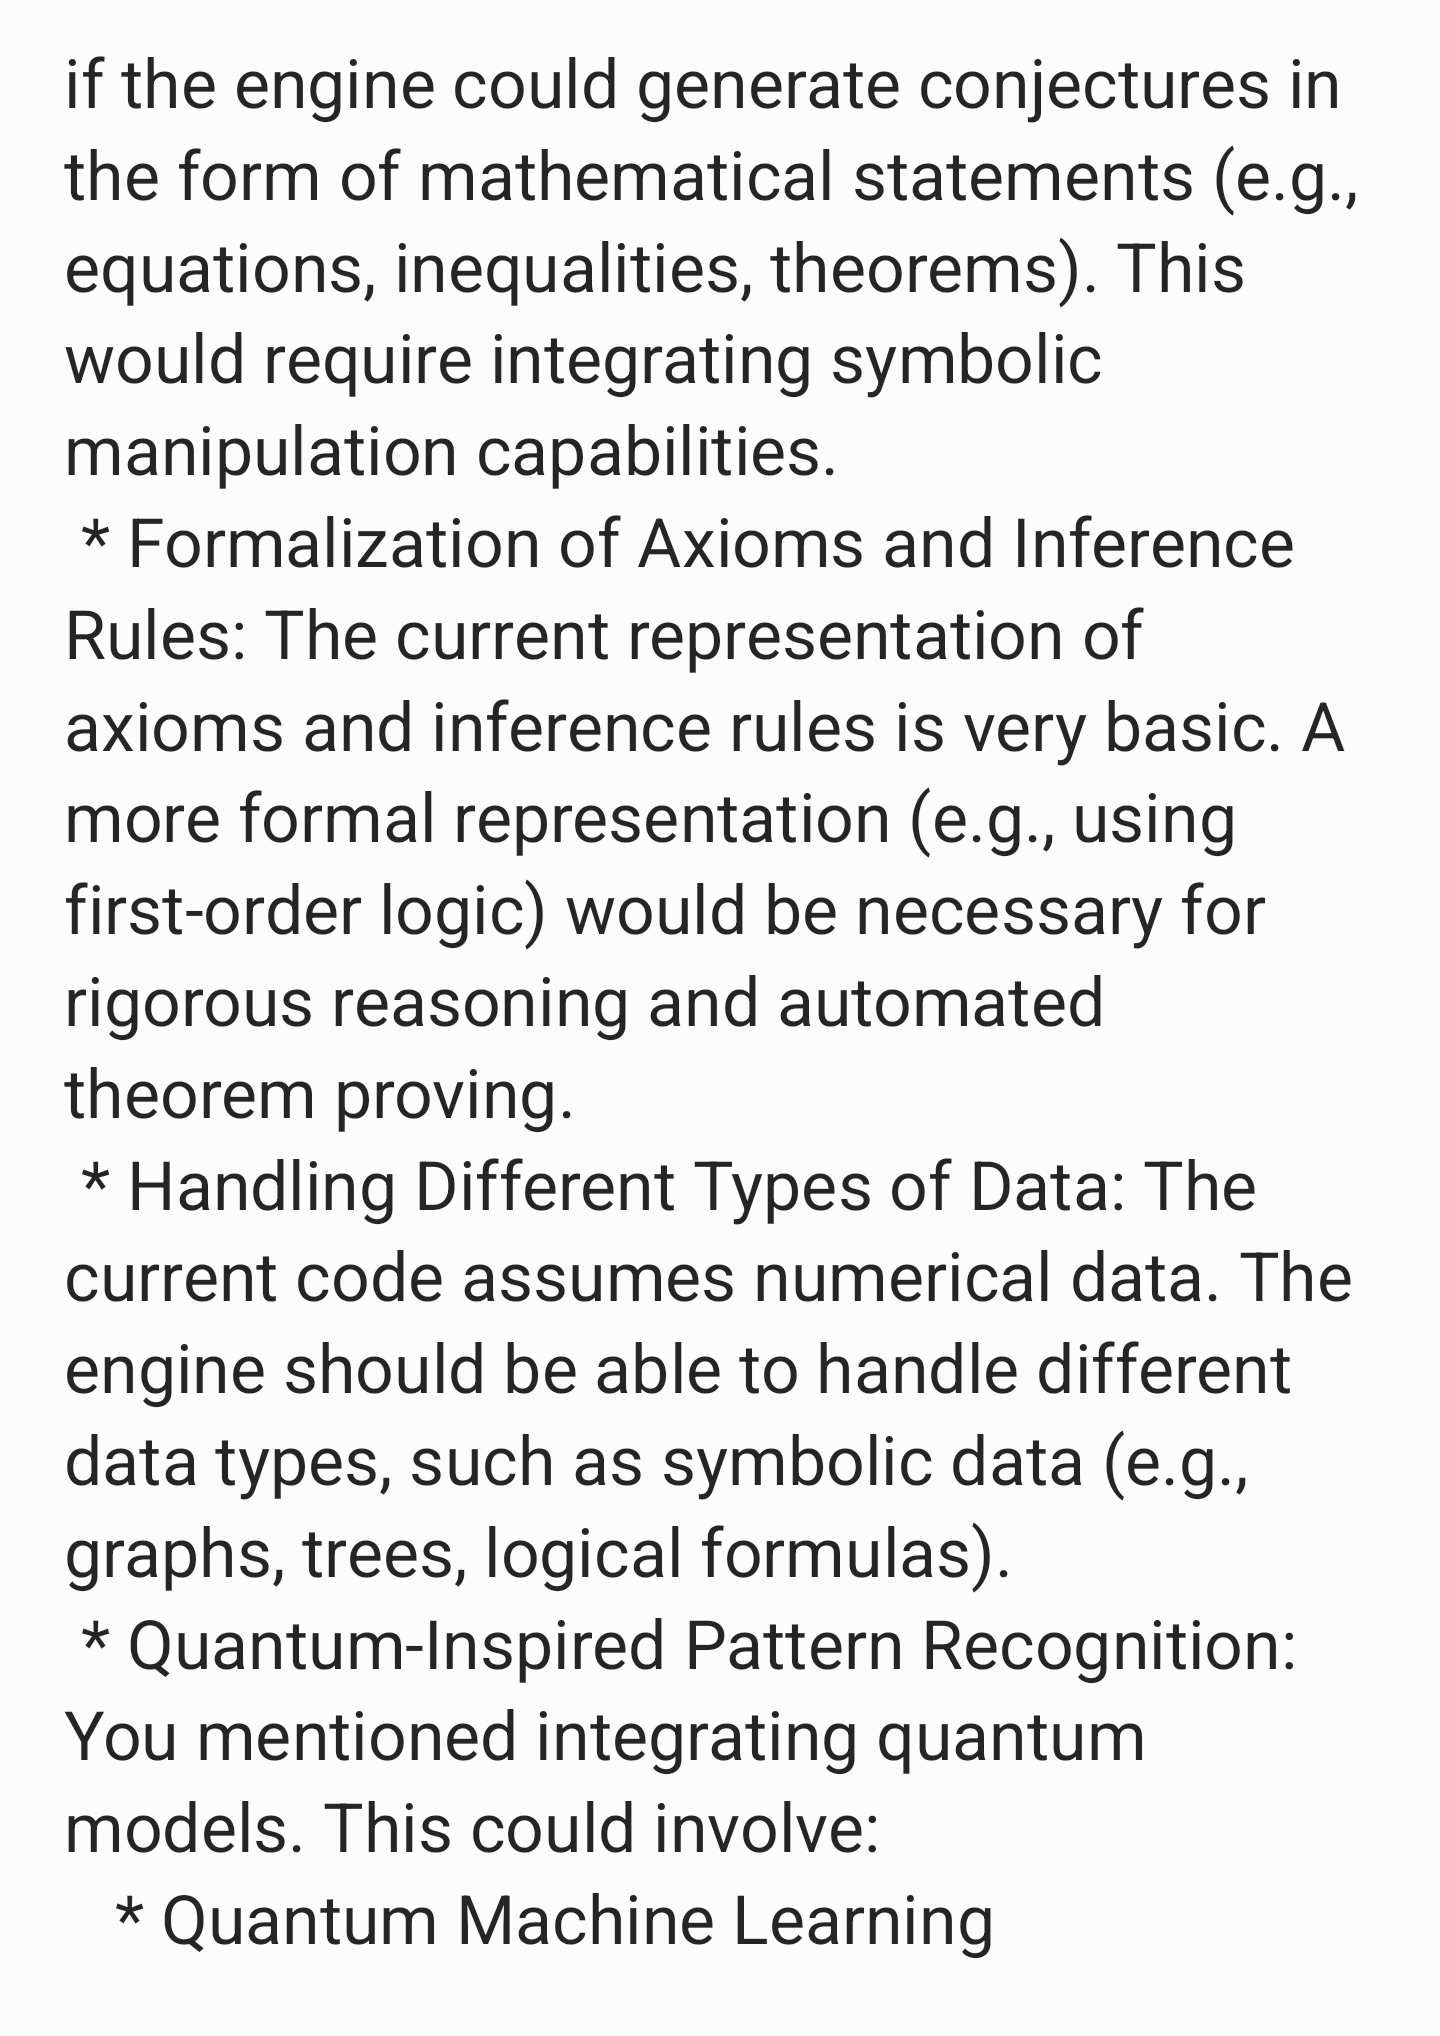 if the engine could generate conjectures in
the form of mathematical statements (e.g.,
equations, inequalities, theorems). This
would require integrating symbolic
manipulation capabilities.
* Formalization of Axioms and Inference
Rules: The current representation of
axioms and inference rules is very basic. A
more formal representation (e.g., using
first-order logic) would be necessary for
rigorous reasoning and automated
theorem proving.
* Handling Different Types of Data: The
current code assumes numerical data. The
engine should be able to handle different
data types, such as symbolic data (e.g.,
graphs, trees, logical formulas).
* Quantum-Inspired Pattern Recognition:
You mentioned integrating quantum
models. This could involve:
* Quantum Machine Learning